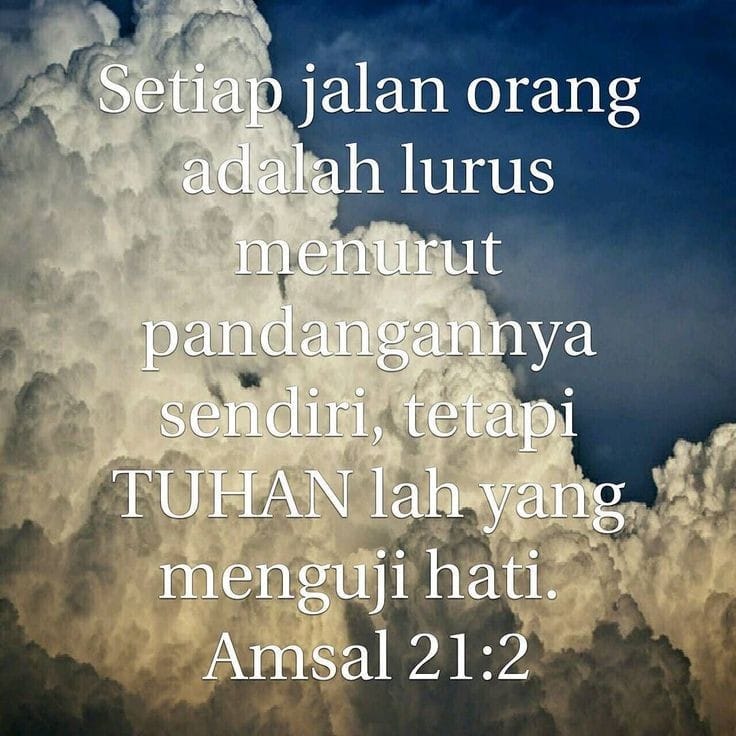 Setiap jalan orang
adalah lurus
menurut
pandangannya
sendiri, tetapi
TUHAN lah yang
menguji hati.
Amsal 21:2